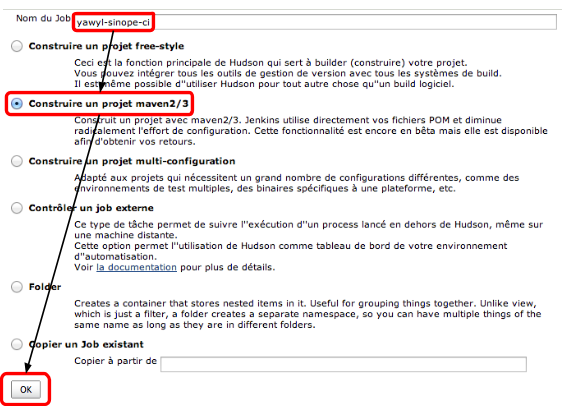 Nom du Job yawyl-sinope-ci
Construire un projet free-style
Ceci est la fonction principale de Hudson qui sert à builder (construire) votre projet.
Vous pouvez intégrer tous les outils de gestion de version avec tous les systèmes de build.
Il est même possible d''utiliser Hudson pour tout autre chose qu''un build logiciel.
Construire un projet maven2/3
Construit un projet avec maven2/3. Jenkins utilise directement vos fichiers POM et diminue
radicalement l'effort de configuration. Cette fonctionnalité est encore en bêta mais elle est disponible
afin d'obtenir vos retours.
Construire un projet multi-configuration
Adapté aux projets qui nécessitent un grand nombre de configurations différentes, comme des
environnements de test multiples, des binaires spécifiques à une plateforme, etc.
Contrôler un job externe
Ce type de tâche permet de suivre l''exécution d''un process lancé en dehors de Hudson, même sur
une machine distante.
Cette option permet l''utilisation de Hudson comme tableau de bord de votre environnement
d''automatisation.
Voir la documentation pour plus de détails.
Folder
Creates a container that stores nested items in it. Useful for grouping things together. Unlike view,
which is just a filter, a folder creates a separate namespace, so you can have multiple things of the
same name as long as they are in different folders.
Copier un Job existant
Copier à partir de
OK